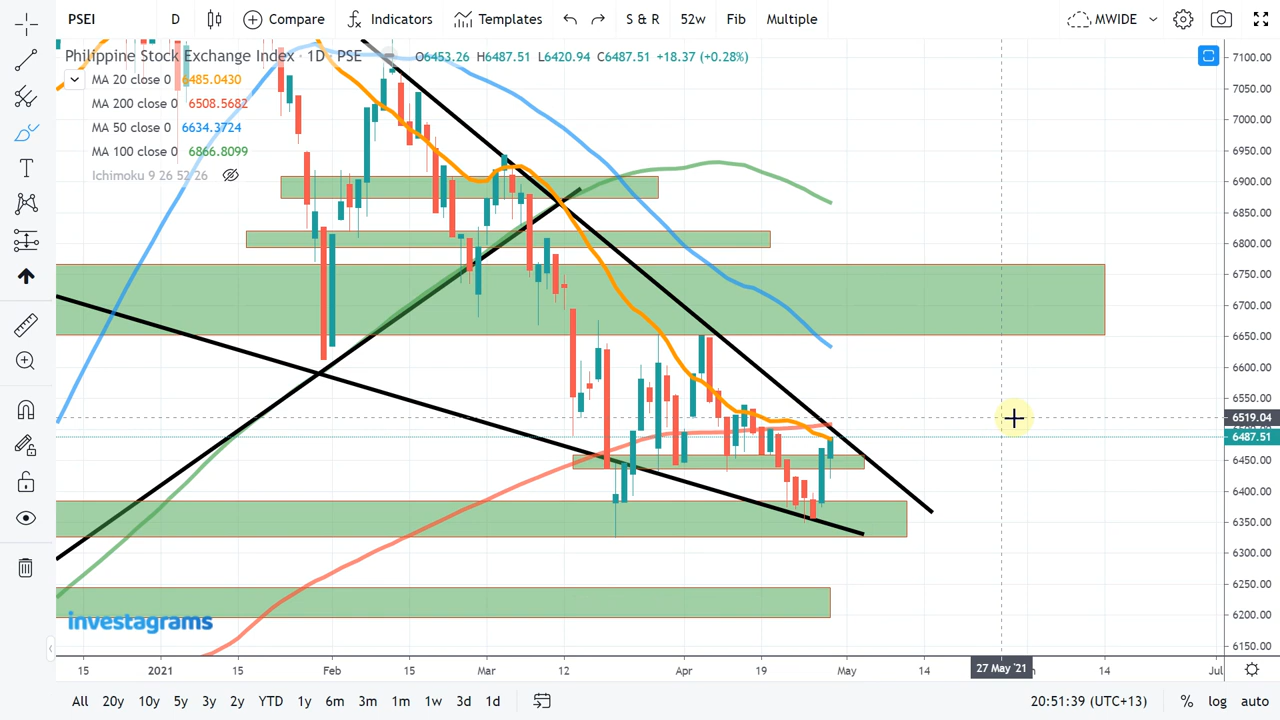 PSEI D Compare Indicators Templates S & R 52w Fib Multiple MWIDE
Philippine Stock Exchange Index · 1D · PSE O6453.26 H6487.51 L6420.94 C6487.51 +18.37 (+0.28%)
MA 20 close 0 6485.0430
MA 200 close 0 6508.5682
MA 50 close 0 6634.3724
MA 100 close 0 6866.8099
Ichimoku 9 26 52 26
7100.00
7050.00
7000.00
6950.00
6900.00
6850.00
6800.00
6750.00
6700.00
6650.00
6600.00
6550.00
6519.04
6487.51
6450.00
6400.00
6350.00
6300.00
6250.00
6200.00
6150.00
investagrams
15 2021 15 Feb 15 Mar 12 Apr 19 May 14 27 May '21 14 Jul
All 20y 10y 5y 3y 2y YTD 1y 6m 3m 1m 1w 3d 1d 20:51:39 (UTC+13) % log auto